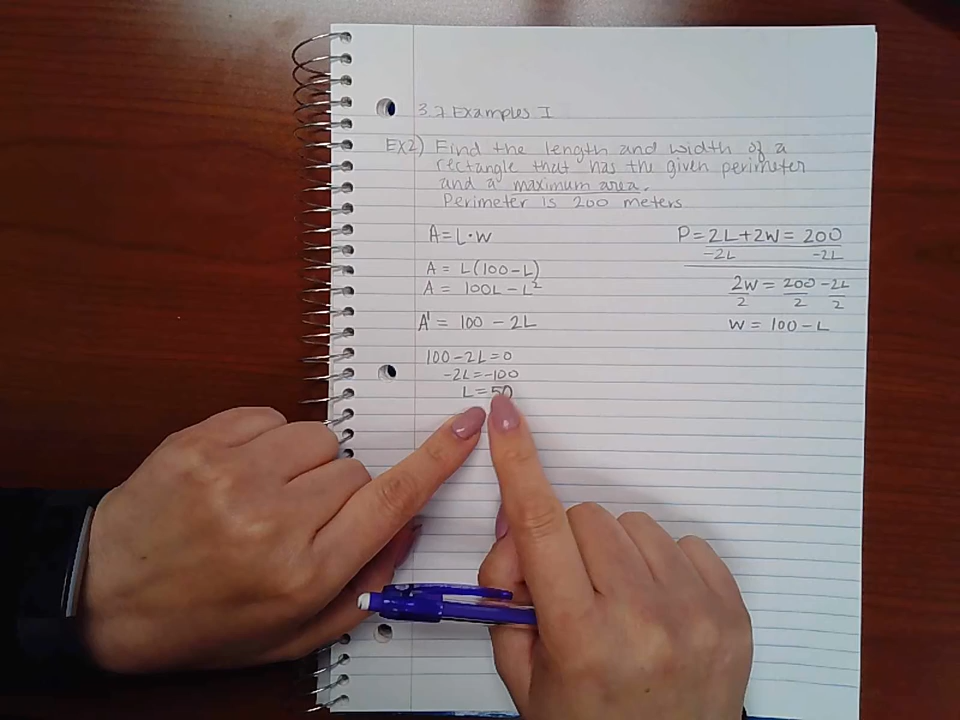 3.7 Examples I
Ex2) Find the length and width of a
rectangle that has the given perimeter
and a maximum area.
Perimeter is 200 meters
A=L·W
P=2L+2W=200
-2L -2L
A = L(100-L)
A = 100L - L²
2W = 200 - 2L
2 2 2
A' = 100 - 2L
W = 100 - L
100-2L=0
-2L=-100
L=50